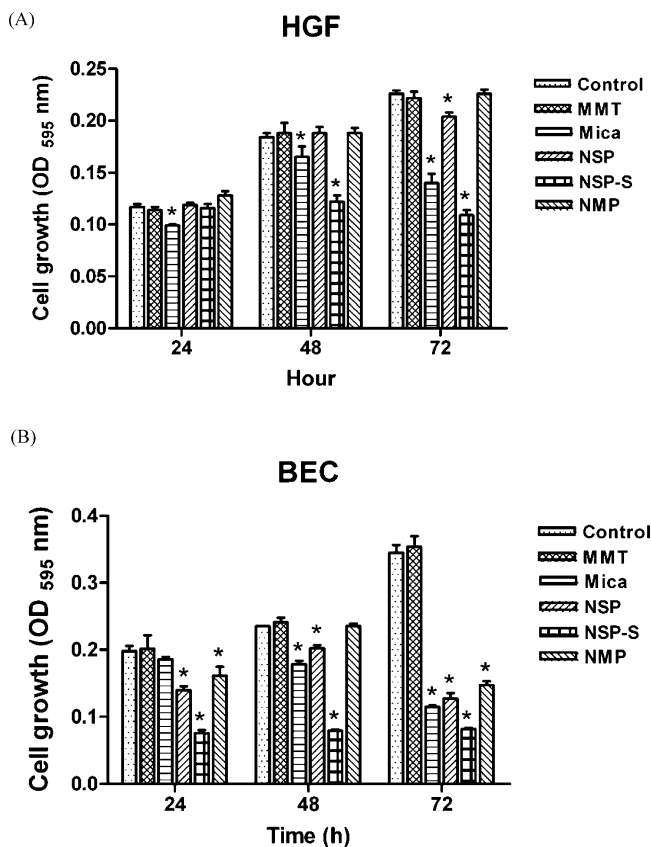 (A)
HGF
Cell growth (OD 595 nm)
0.25
0.20
0.15
0.10
0.05
0.00
*
*
*
*
*
*
24
48
72
Hour
Control
MMT
Mica
NSP
NSP-S
NMP
(B)
BEC
Cell growth (OD 595 nm)
0.4
0.3
0.2
0.1
0.0
*
*
*
*
*
*
*
*
*
*
24
48
72
Time (h)
Control
MMT
Mica
NSP
NSP-S
NMP